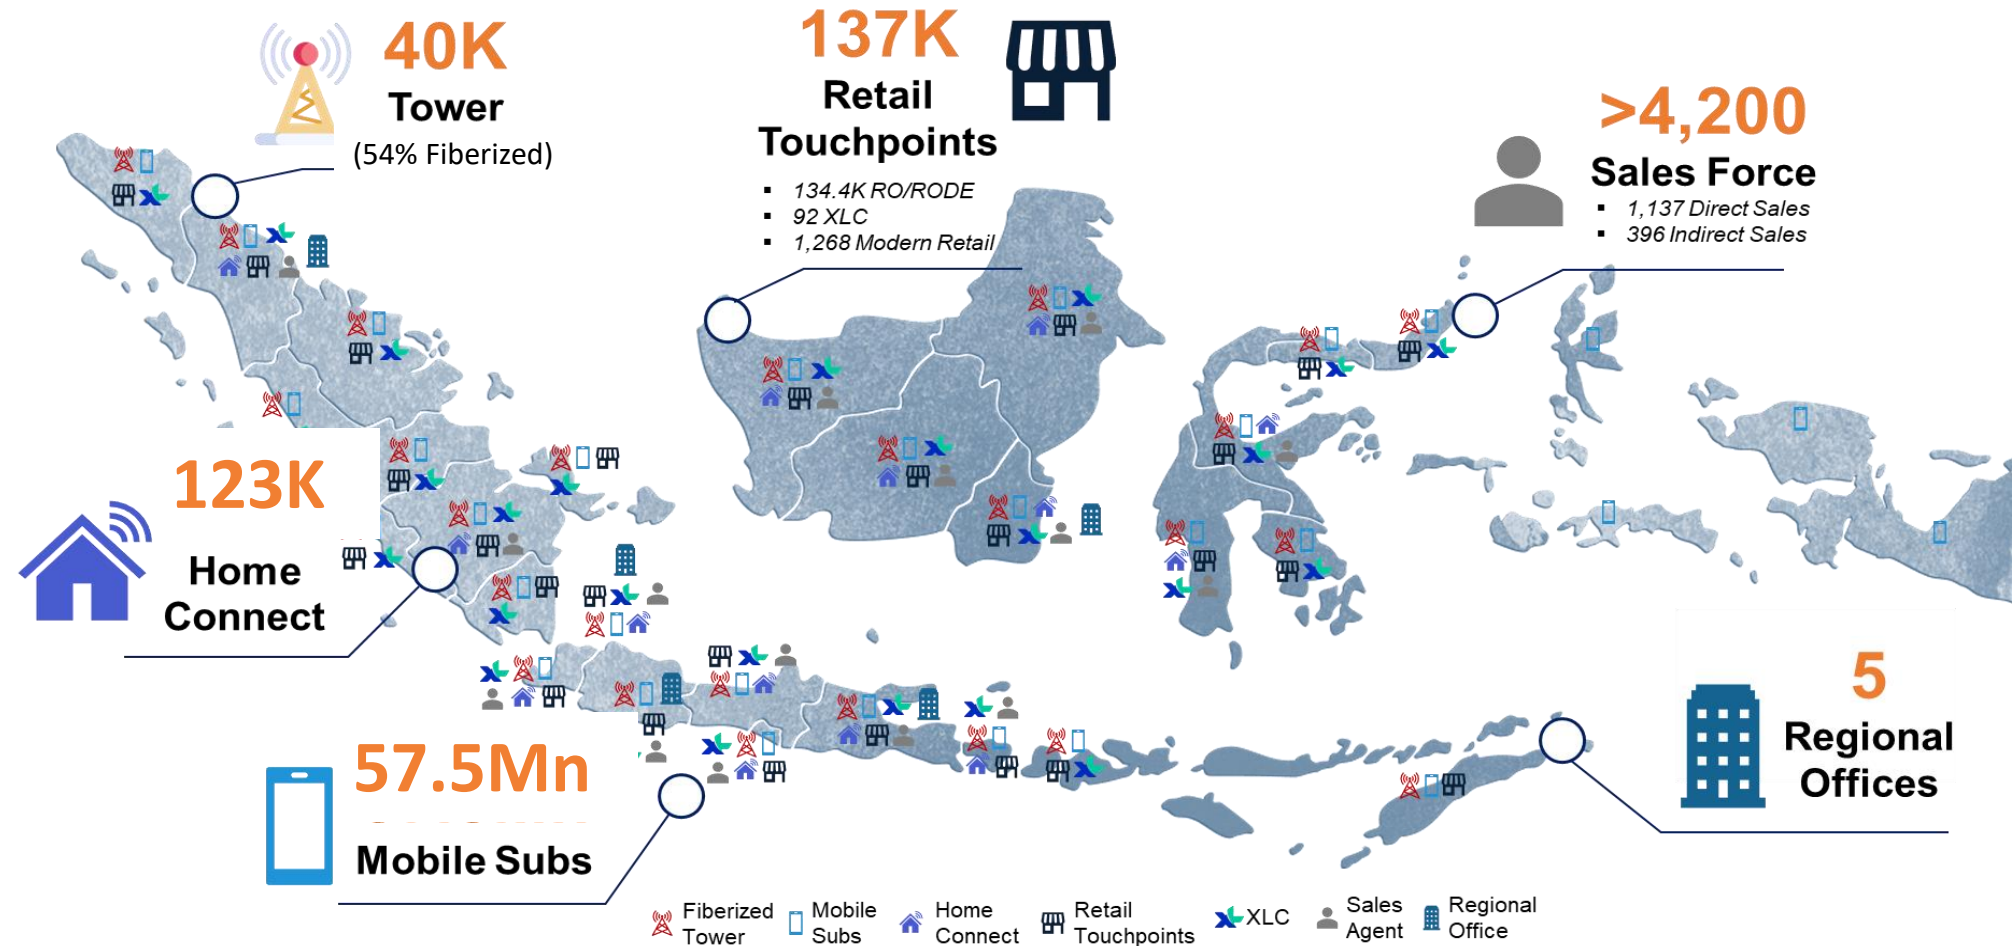 40K
Tower
(54% Fiberized)
137K
Retail
Touchpoints
▪ 134.4K RO/RODE
▪ 92 XLC
▪ 1,268 Modern Retail
>4,200
Sales Force
▪ 1,137 Direct Sales
▪ 396 Indirect Sales
123K
Home
Connect
57.5Mn
Mobile Subs
5
Regional
Offices
Fiberized
Tower
Mobile
Subs
Home
Connect
Retail
Touchpoints
XLC
Sales
Agent
Regional
Office